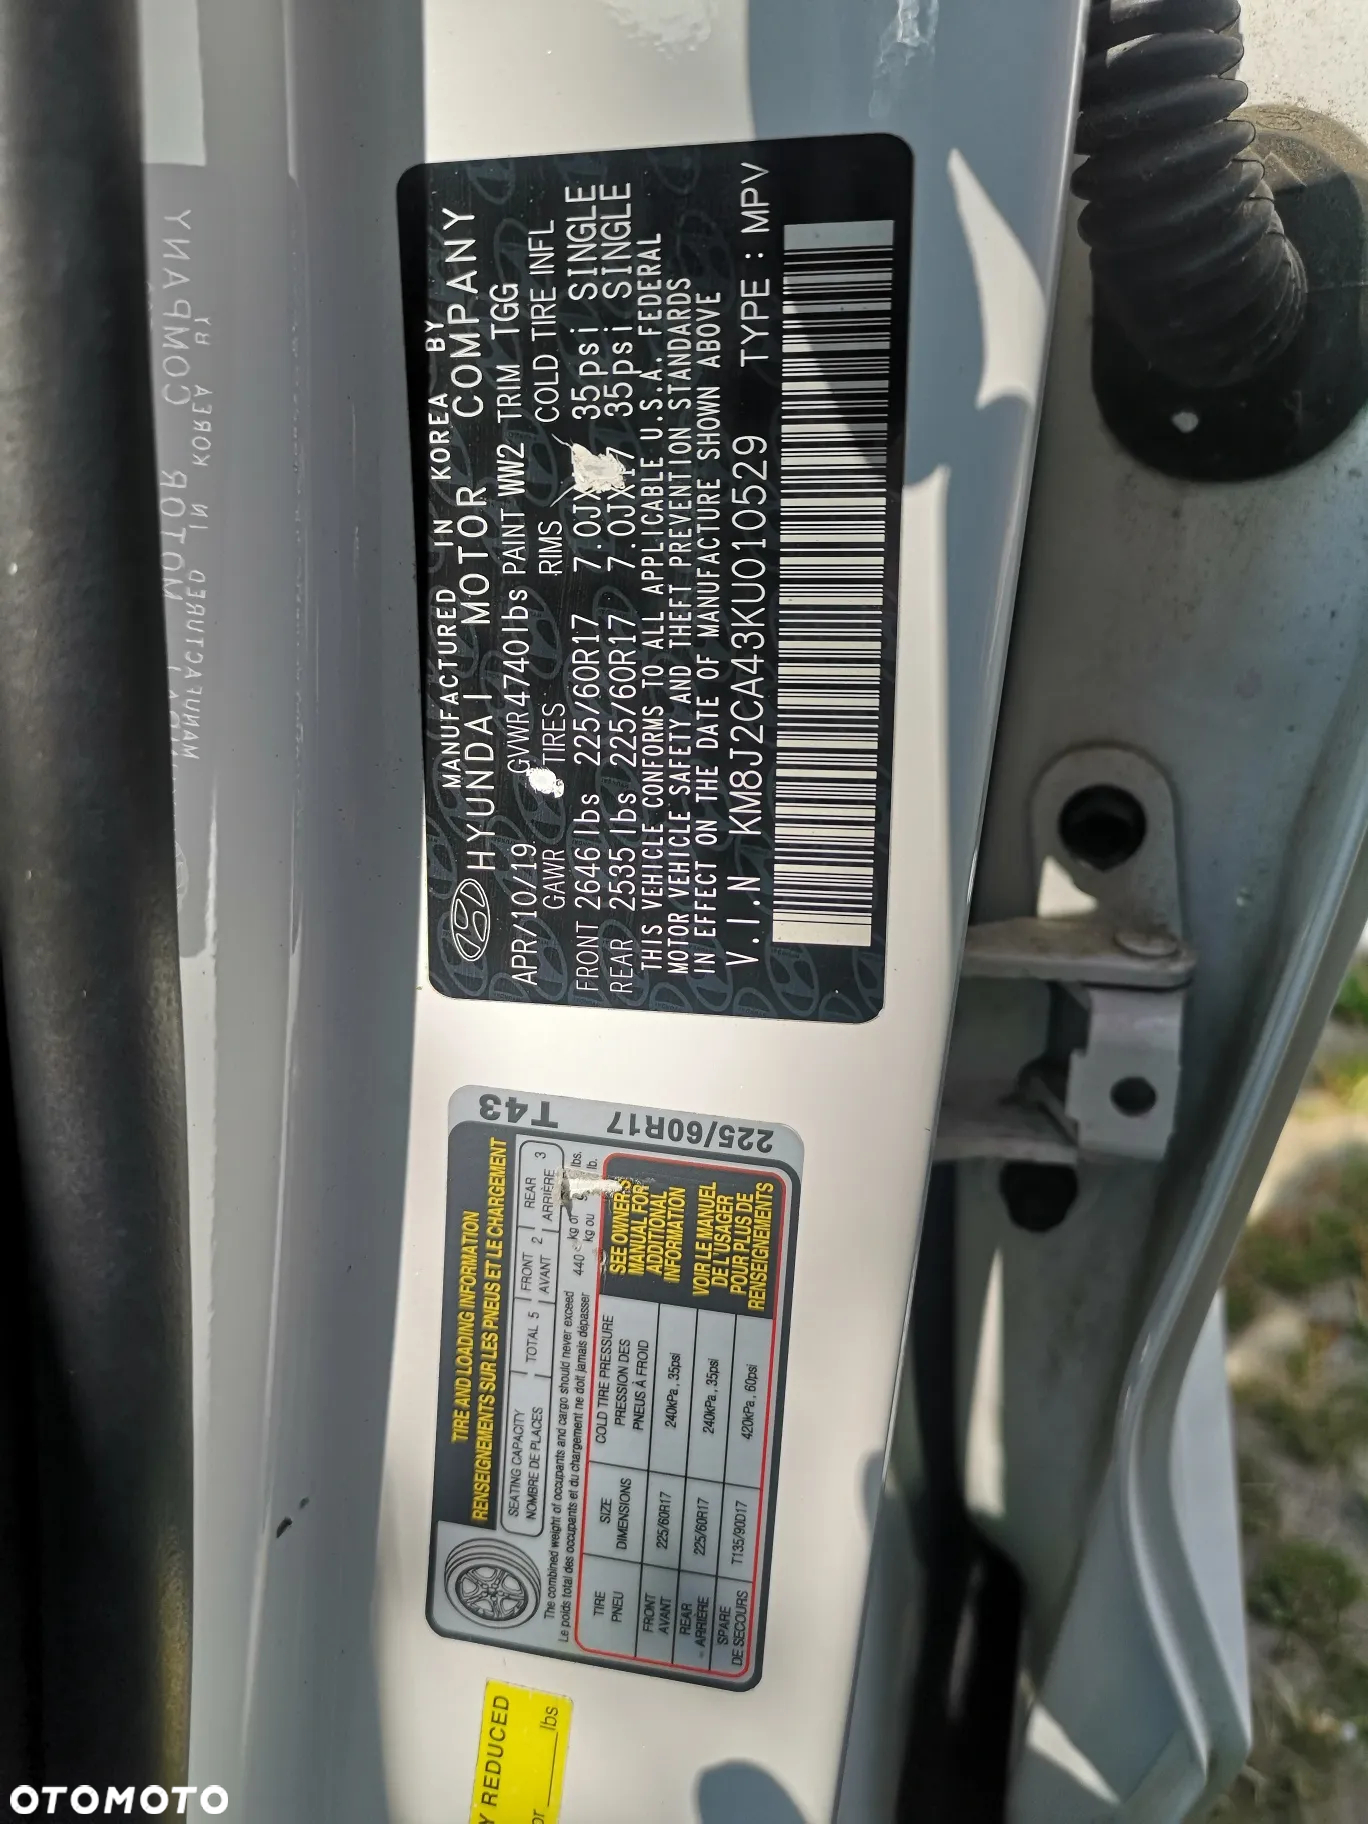 MANUFACTURED IN KOREA BY
HYUNDAI MOTOR COMPANY
APR/10/19 GVWR 4740lbs PAINT WW2 TRIM TGG
GAWR TIRES RIMS COLD TIRE INFL
FRONT 2646lbs 225/60R17 7.0JX 35psi SINGLE
REAR 2535lbs 225/60R17 7.0JX17 35psi SINGLE
THIS VEHICLE CONFORMS TO ALL APPLICABLE U.S.A. FEDERAL
MOTOR VEHICLE SAFETY AND THEFT PREVENTION STANDARDS
IN EFFECT ON THE DATE OF MANUFACTURE SHOWN ABOVE
V.I.N KM8J2CA43KU010529 TYPE : MPV
TIRE AND LOADING INFORMATION
RENSEIGNEMENTS SUR LES PNEUS ET LE CHARGEMENT
SEATING CAPACITY
NOMBRE DE PLACES
TOTAL 5
FRONT
AVANT
2
REAR
ARRIÈRE
3
The combined weight of occupants and cargo should never exceed
Le poids total des occupants et du chargement ne doit jamais dépasser
440
kg or lbs.
kg ou lb.
TIRE
PNEU
SIZE
DIMENSIONS
COLD TIRE PRESSURE
PRESSION DES
PNEUS À FROID
FRONT
AVANT
225/60R17
240kPa, 35psi
REAR
ARRIÈRE
225/60R17
240kPa, 35psi
SPARE
DE SECOURS
T135/90D17
420kPa, 60psi
SEE OWNER'S
MANUAL FOR
ADDITIONAL
INFORMATION
VOIR LE MANUEL
DE L'USAGER
POUR PLUS DE
RENSEIGNEMENTS
T43
225/60R17
Y REDUCED
or lbs
OTOMOTO